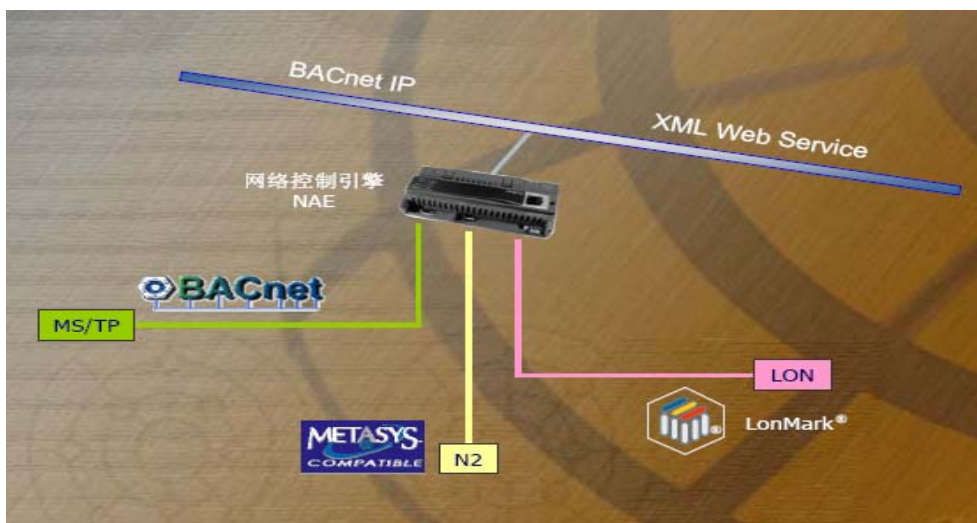 BACnet IP
XML Web Service
网络控制引擎
NAE
BACnet
MS/TP
LON
LonMark®
METASYS
COMPATIBLE
N2